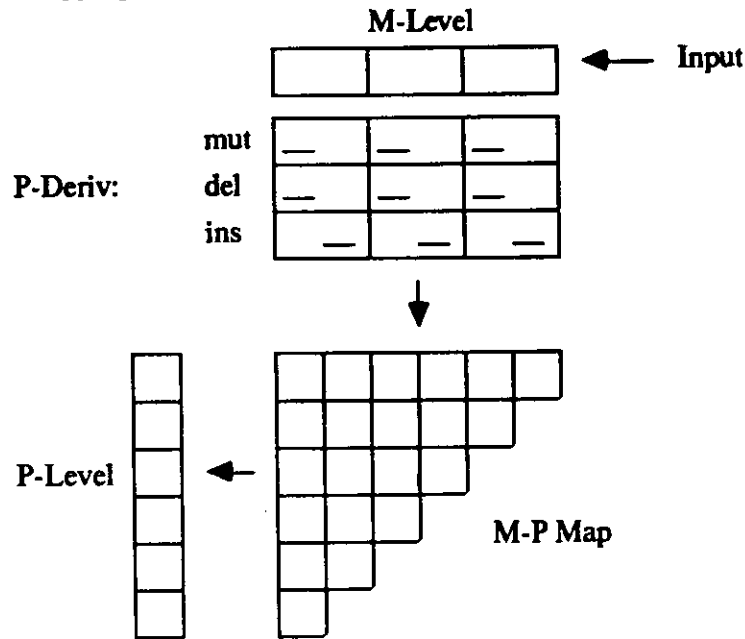 M-Level
Input
mut
P-Deriv: del
ins
P-Level
M-P Map